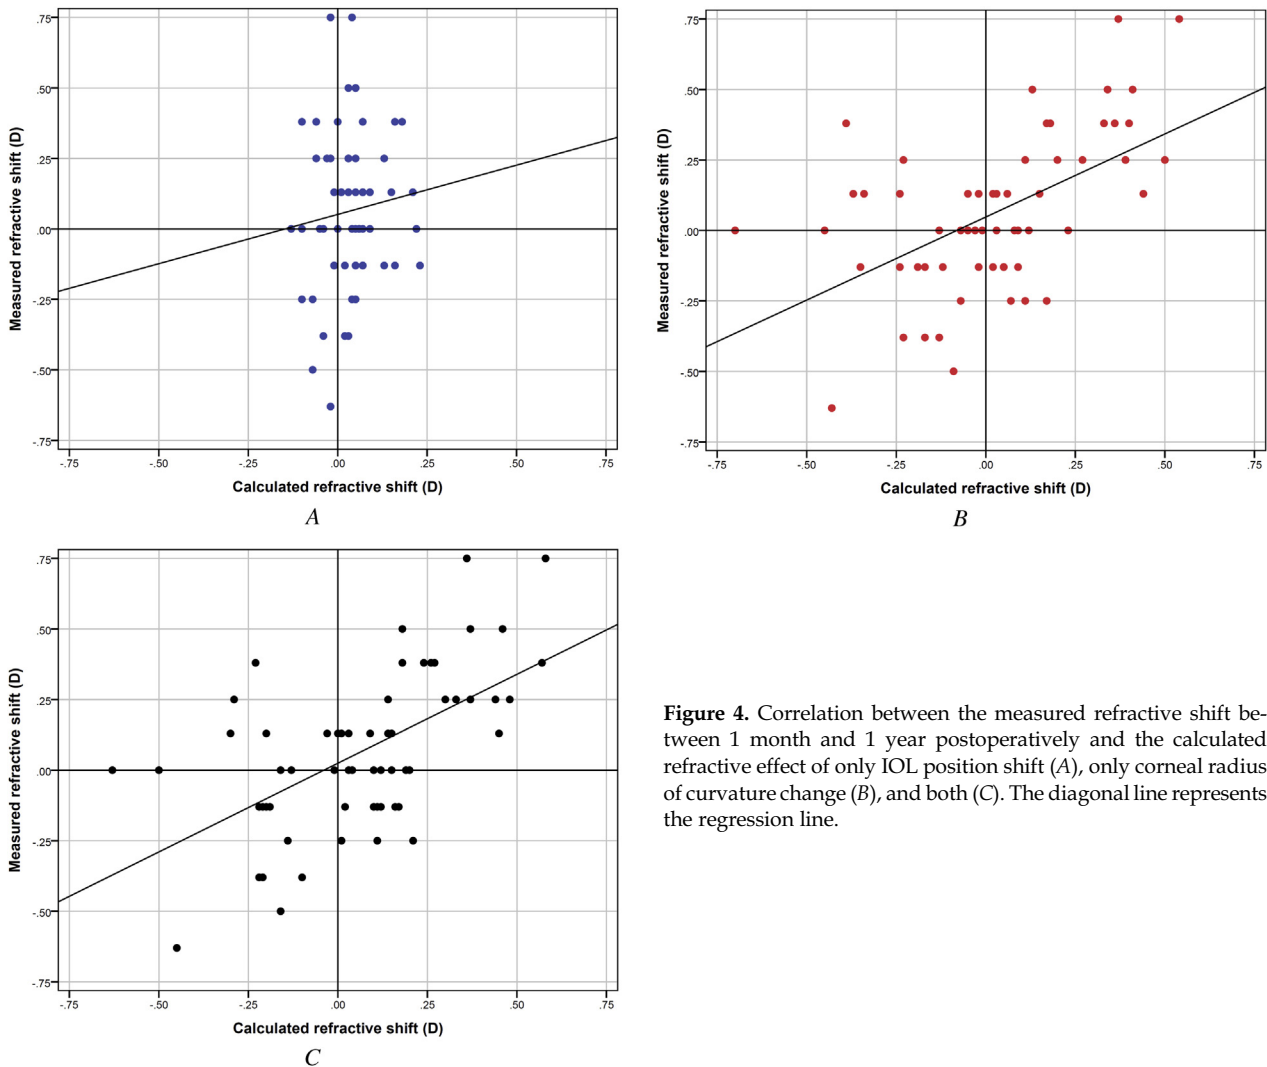 .75
.50
.25
.00
-.25
-.50
-.75
Measured refractive shift (D)
-.75 -.50 -.25 .00 .25 .50 .75
Calculated refractive shift (D)
A
.75
.50
.25
.00
-.25
-.50
-.75
Measured refractive shift (D)
-.75 -.50 -.25 .00 .25 .50 .75
Calculated refractive shift (D)
B
.75
.50
.25
.00
-.25
-.50
-.75
Measured refractive shift (D)
-.75 -.50 -.25 .00 .25 .50 .75
Calculated refractive shift (D)
C
Figure 4. Correlation between the measured refractive shift be-
tween 1 month and 1 year postoperatively and the calculated
refractive effect of only IOL position shift (A), only corneal radius
of curvature change (B), and both (C). The diagonal line represents
the regression line.